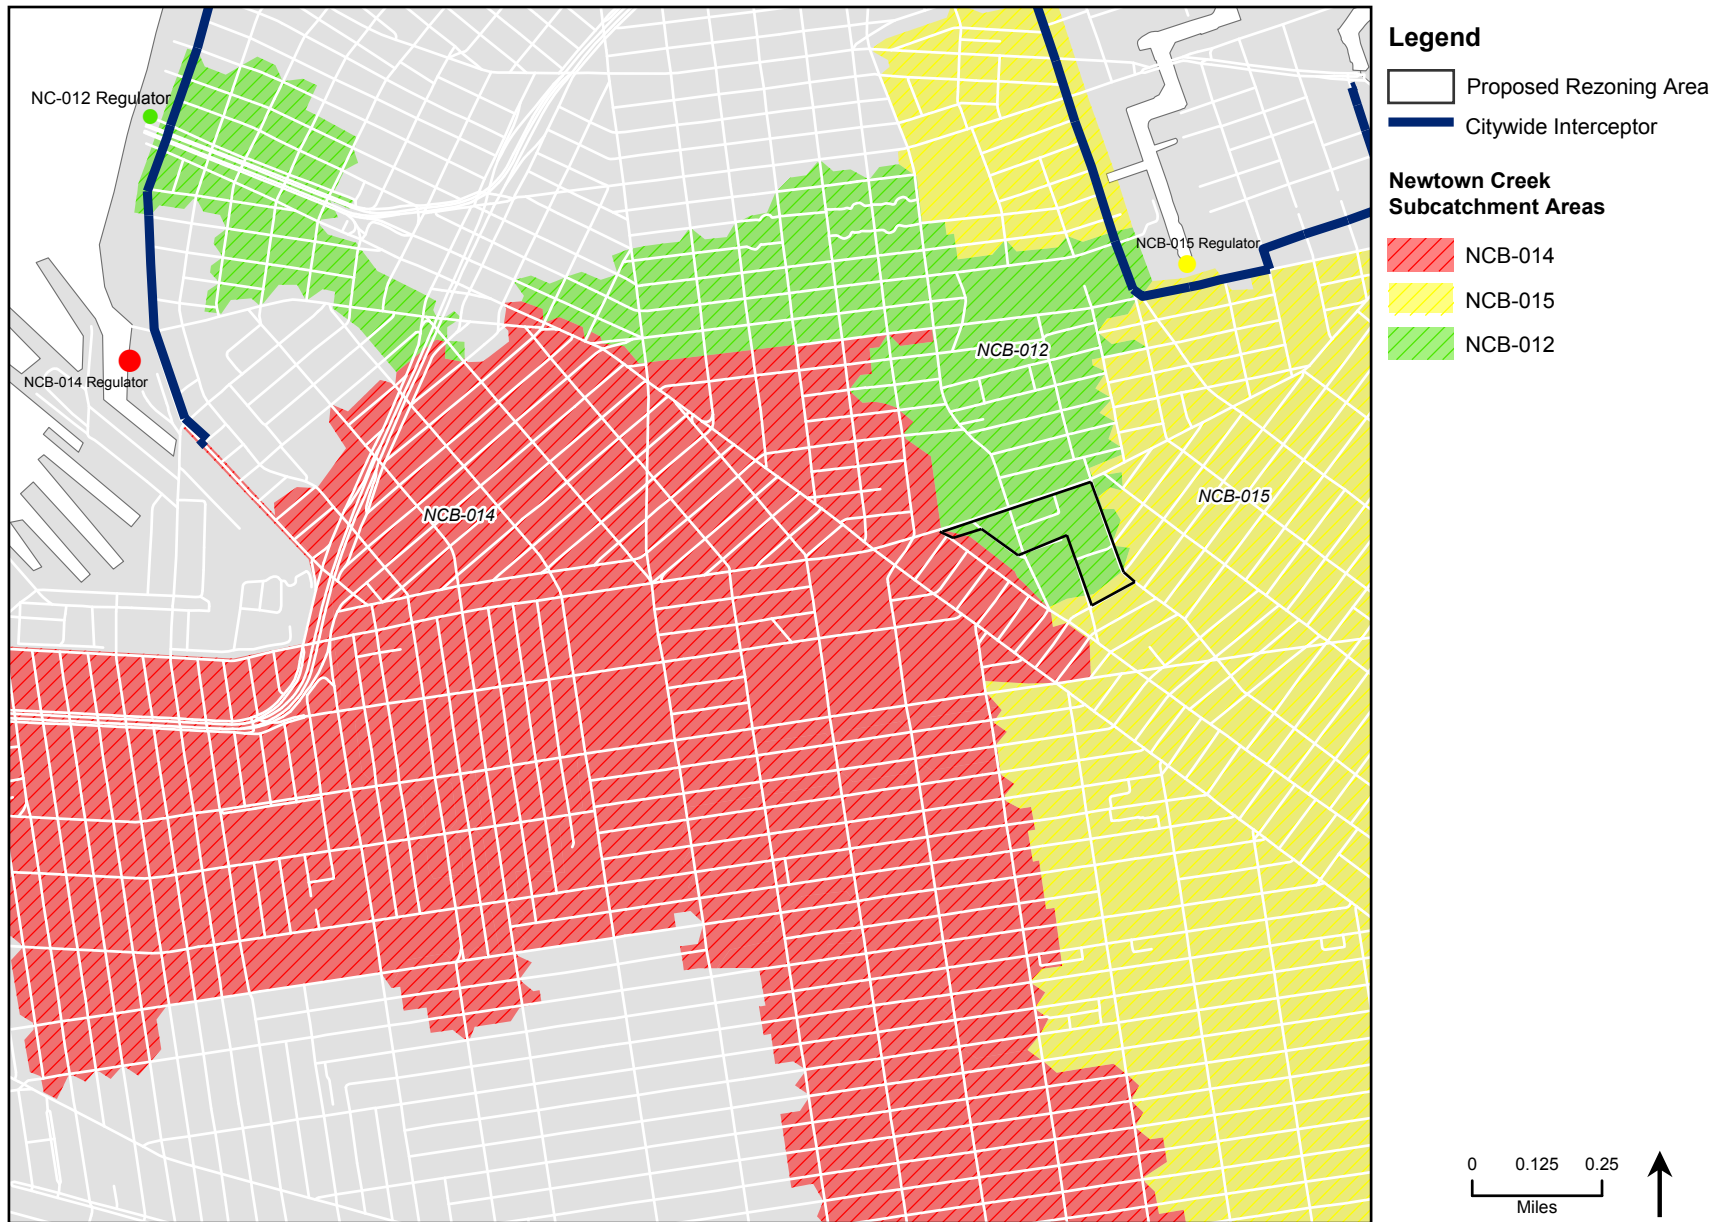 NC-012 Regulator
NCB-014 Regulator
NCB-015 Regulator
NCB-012
NCB-014
NCB-015
Legend
Proposed Rezoning Area
Citywide Interceptor
Newtown Creek
Subcatchment Areas
NCB-014
NCB-015
NCB-012
0 0.125 0.25
Miles